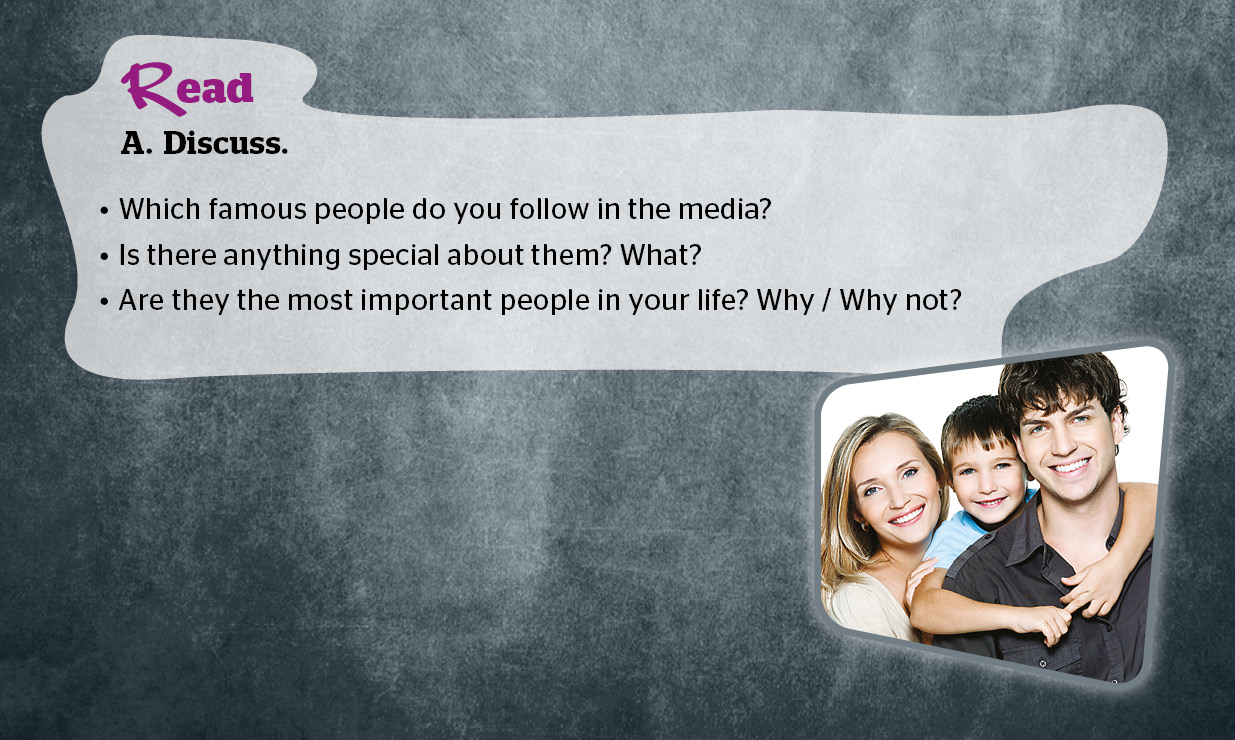 Read
A. Discuss.
• Which famous people do you follow in the media?
• Is there anything special about them? What?
• Are they the most important people in your life? Why / Why not?